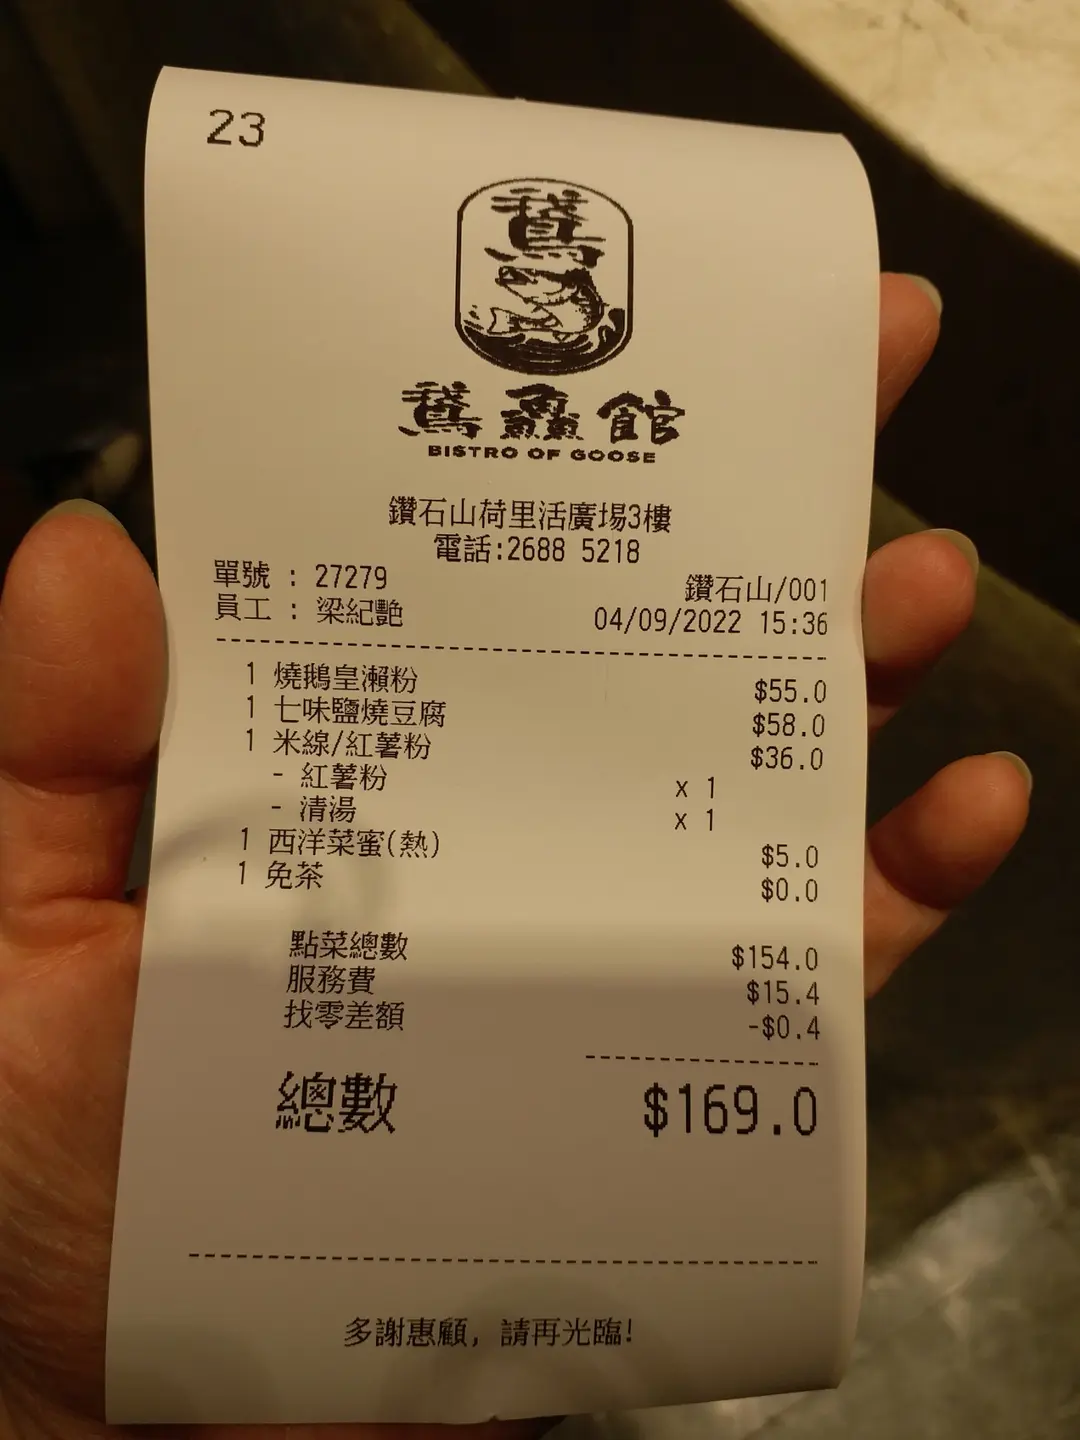 23
鵝
鵝鱻館
BISTRO OF GOOSE
鑽石山荷里活廣場3樓
電話:2688 5218
單號 : 27279 鑽石山/001
員工 : 梁紀艷 04/09/2022 15:36
1 燒鵝皇瀨粉 $55.0
1 七味鹽燒豆腐 $58.0
1 米線/紅薯粉 $36.0
- 紅薯粉 x 1
- 清湯 x 1
1 西洋菜蜜(熱) $5.0
1 免茶 $0.0
點菜總數 $154.0
服務費 $15.4
找零差額 -$0.4
總數 $169.0
多謝惠顧, 請再光臨!